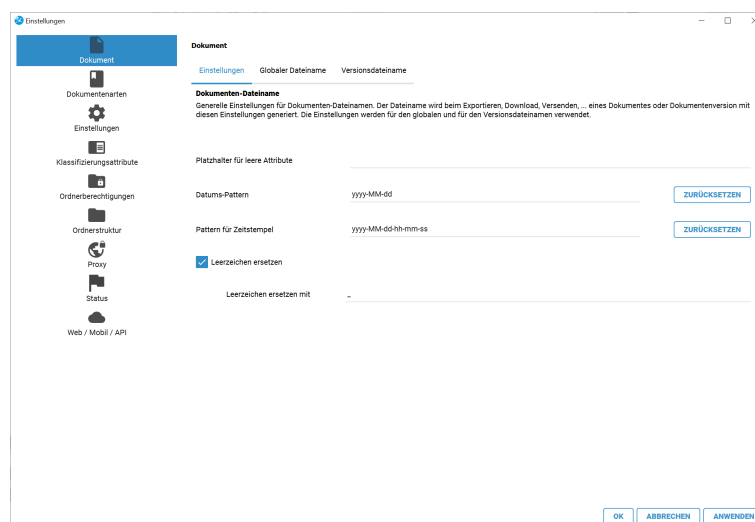 Einstellungen
Dokument
Dokumentenarten
Einstellungen
Klassifizierungsattribute
Ordnerberechtigungen
Ordnerstruktur
Proxy
Status
Web / Mobil / API
Dokument
Einstellungen Globaler Dateiname Versionsdateiname
Dokumenten-Dateiname
Generelle Einstellungen für Dokumenten-Dateinamen. Der Dateiname wird beim Exportieren, Download, Versenden, ... eines Dokumentes oder Dokumentenversion mit
diesen Einstellungen generiert. Die Einstellungen werden für den globalen und für den Versionsdateinamen verwendet.
Platzhalter für leere Attribute
Datums-Pattern yyyy-MM-dd ZURÜCKSETZEN
Pattern für Zeitstempel yyyy-MM-dd-hh-mm-ss ZURÜCKSETZEN
Leerzeichen ersetzen
Leerzeichen ersetzen mit _
OK ABBRECHEN ANWENDEN